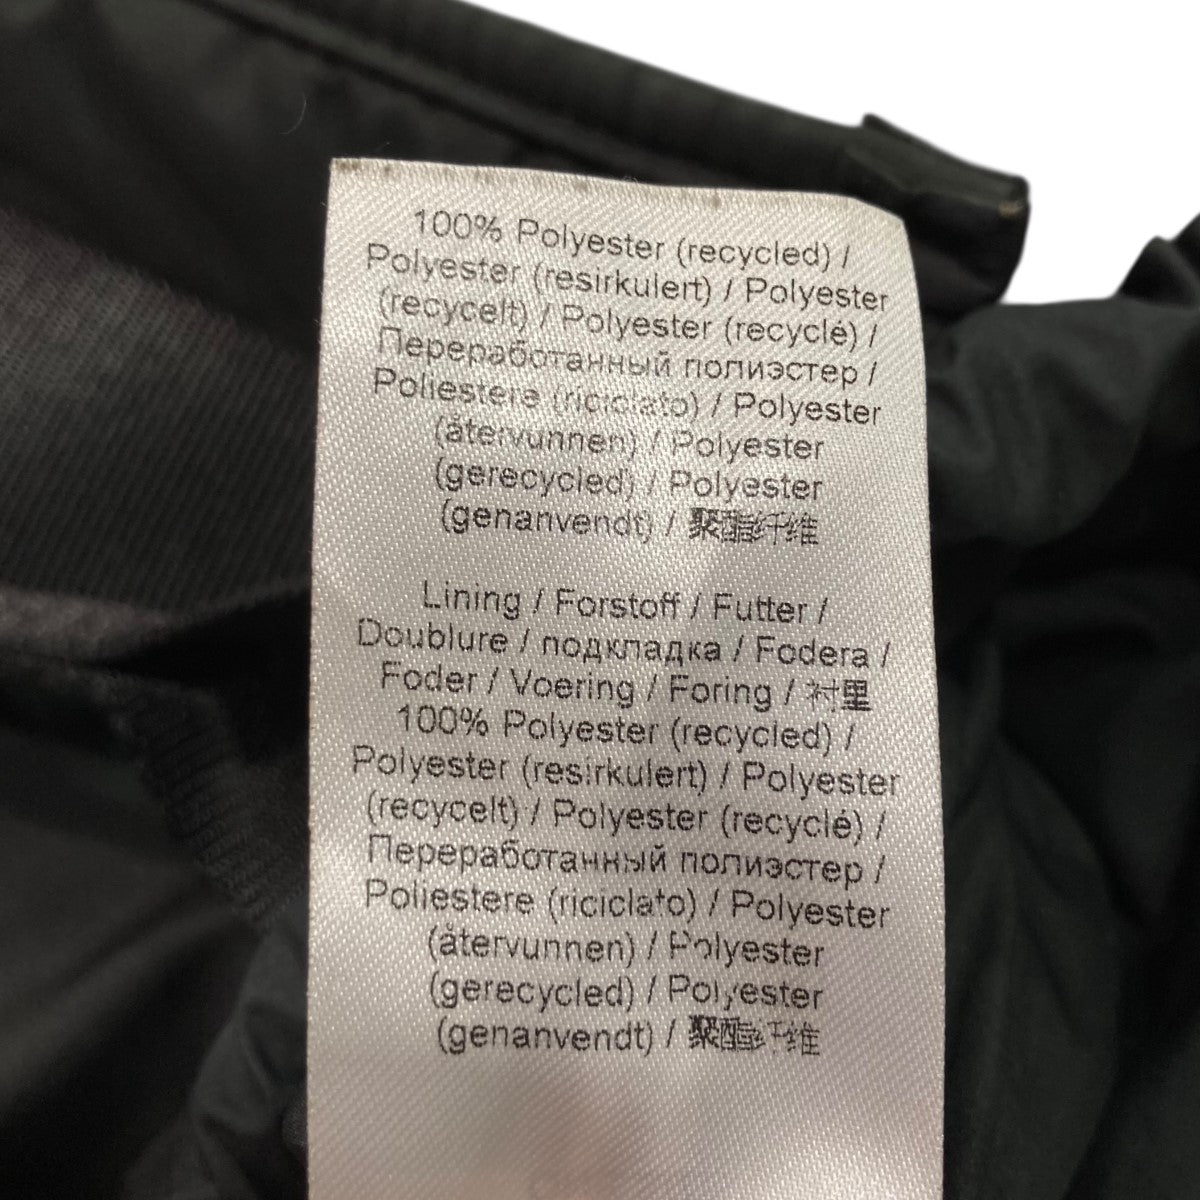 100% Polyester (recycled) /
Polyester (resirkulert) / Polyester
(recycelt) / Polyester (recyclé) /
Переработанный полиэстер /
Poliestere (riciclato) / Polyester
(återvunnen) / Polyester
(gerecycled) / Polyester
(genanvendt) / 聚酯纤维
Lining / Forstoff / Futter /
Doublure / подкладка / Fodera /
Foder / Voering / Foring / 衬里
100% Polyester (recycled) /
Polyester (resirkulert) / Polyester
(recycelt) / Polyester (recyclé) /
Переработанный полиэстер /
Poliestere (riciclato) / Polyester
(återvunnen) / Polyester
(gerecycled) / Polyester
(genanvendt) / 聚酯纤维